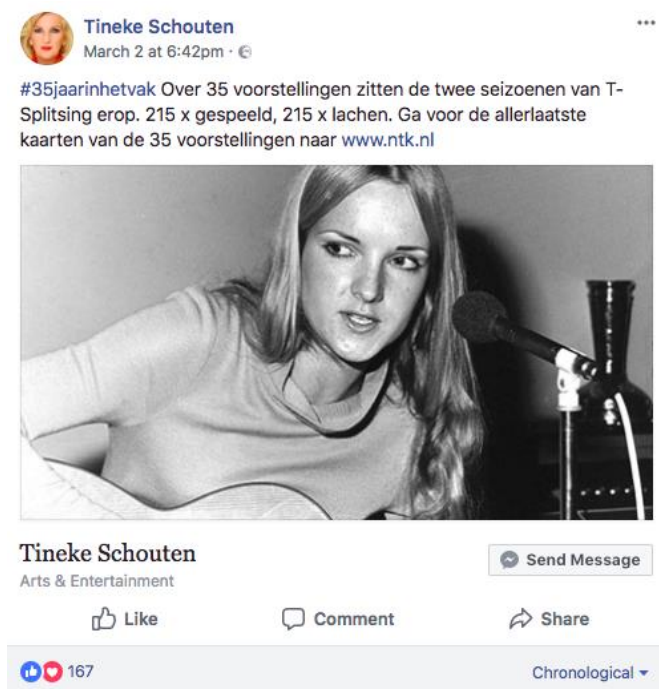 Tineke Schouten
March 2 at 6:42pm ·
#35jaarinhetvak Over 35 voorstellingen zitten de twee seizoenen van T-
Splitsing erop. 215 x gespeeld, 215 x lachen. Ga voor de allerlaatste
kaarten van de 35 voorstellingen naar www.ntk.nl
Tineke Schouten
Send Message
Arts & Entertainment
Like Comment Share
167 Chronological